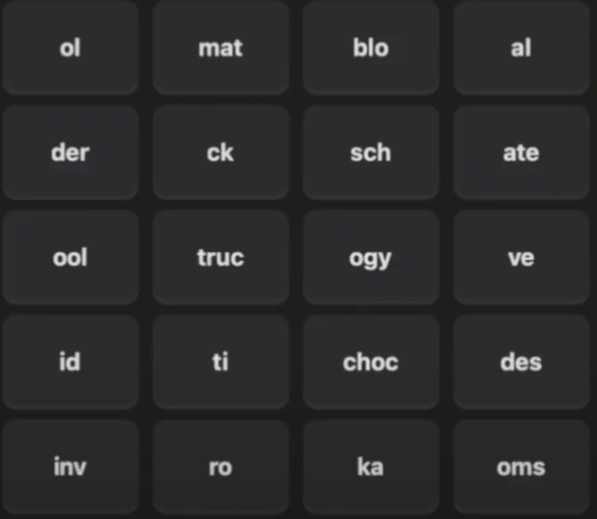 ol mat blo al
der ck sch ate
ool truc ogy ve
id ti choc des
inv ro ka oms